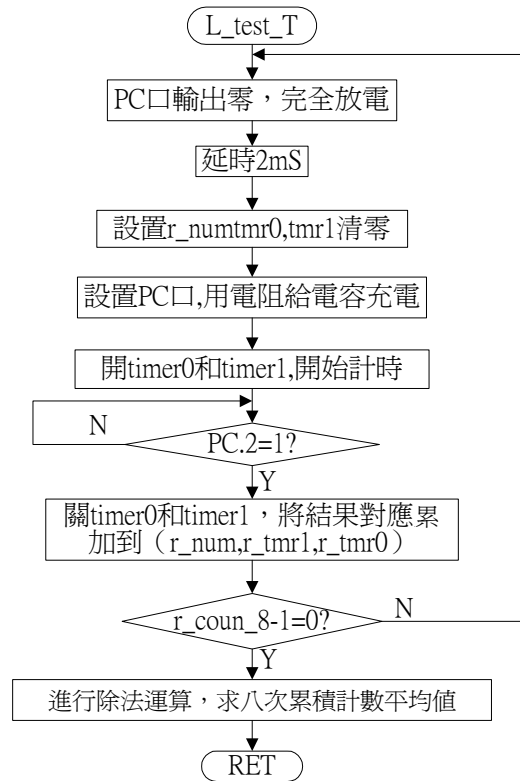 L_test_T
PC口輸出零，完全放電
延時2mS
設置r_numtmr0,tmr1清零
設置PC口,用電阻給電容充電
開timer0和timer1,開始計時
N
PC.2=1?
Y
關timer0和timer1，將結果對應累
加到（r_num,r_tmr1,r_tmr0）
r_coun_8-1=0?
N
Y
進行除法運算，求八次累積計數平均值
RET